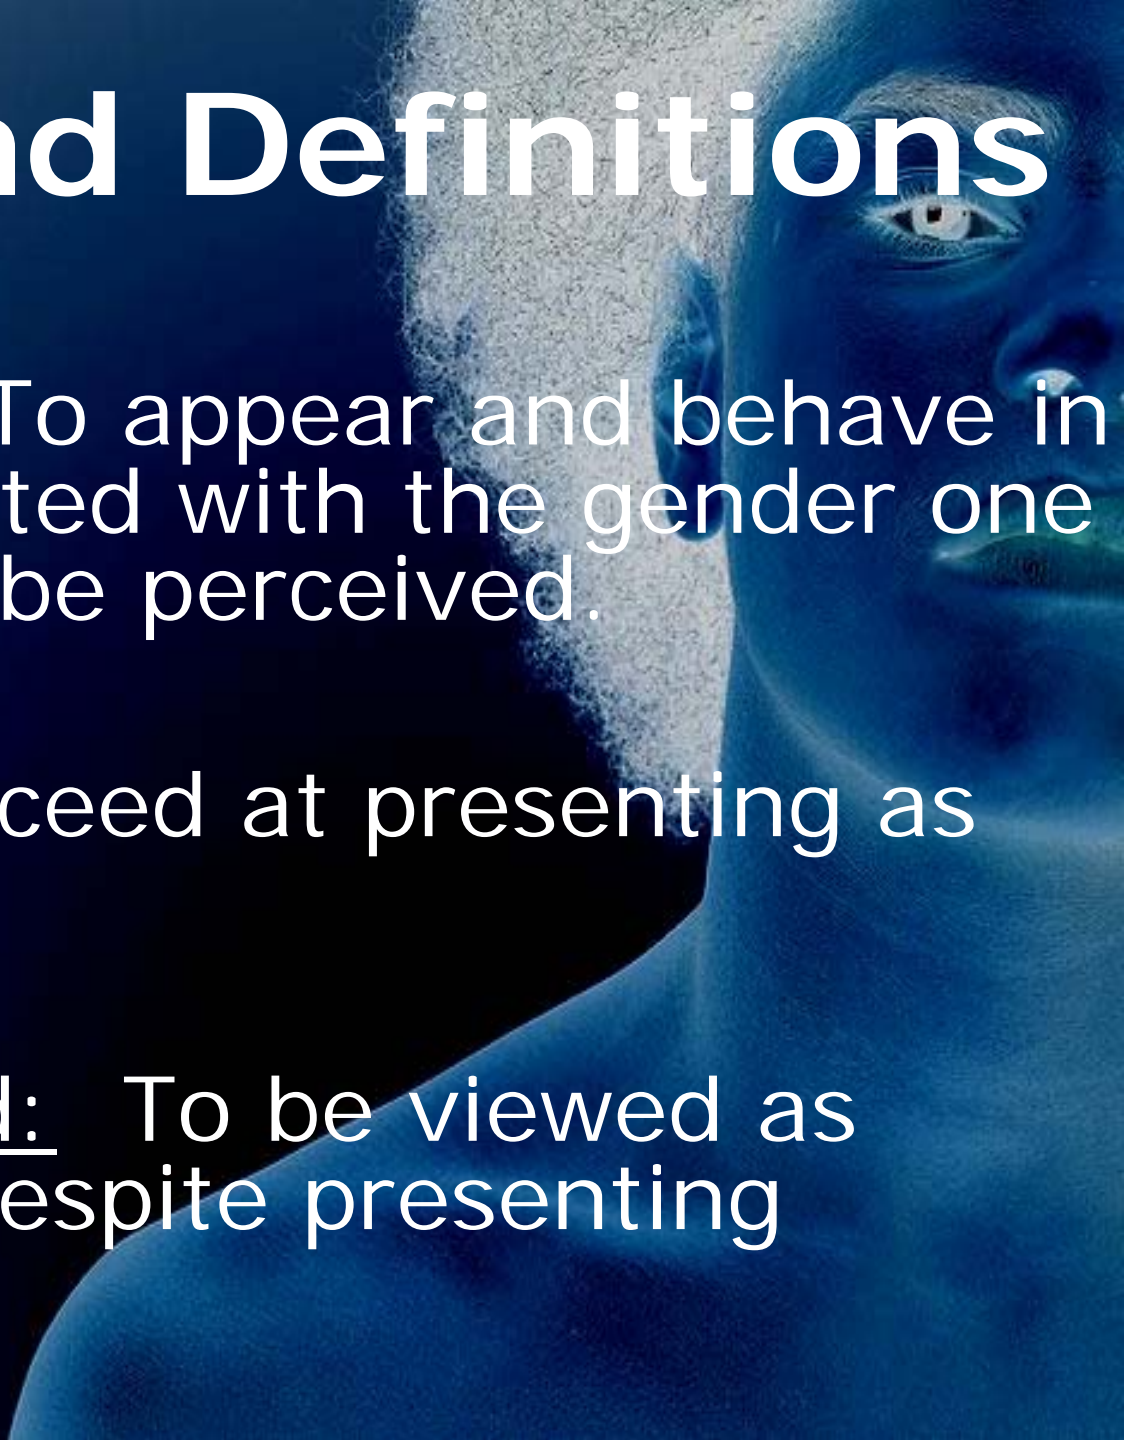 nd Definitions
To appear and behave in
ted with the gender one
be perceived.
ceed at presenting as
d: To be viewed as
espite presenting